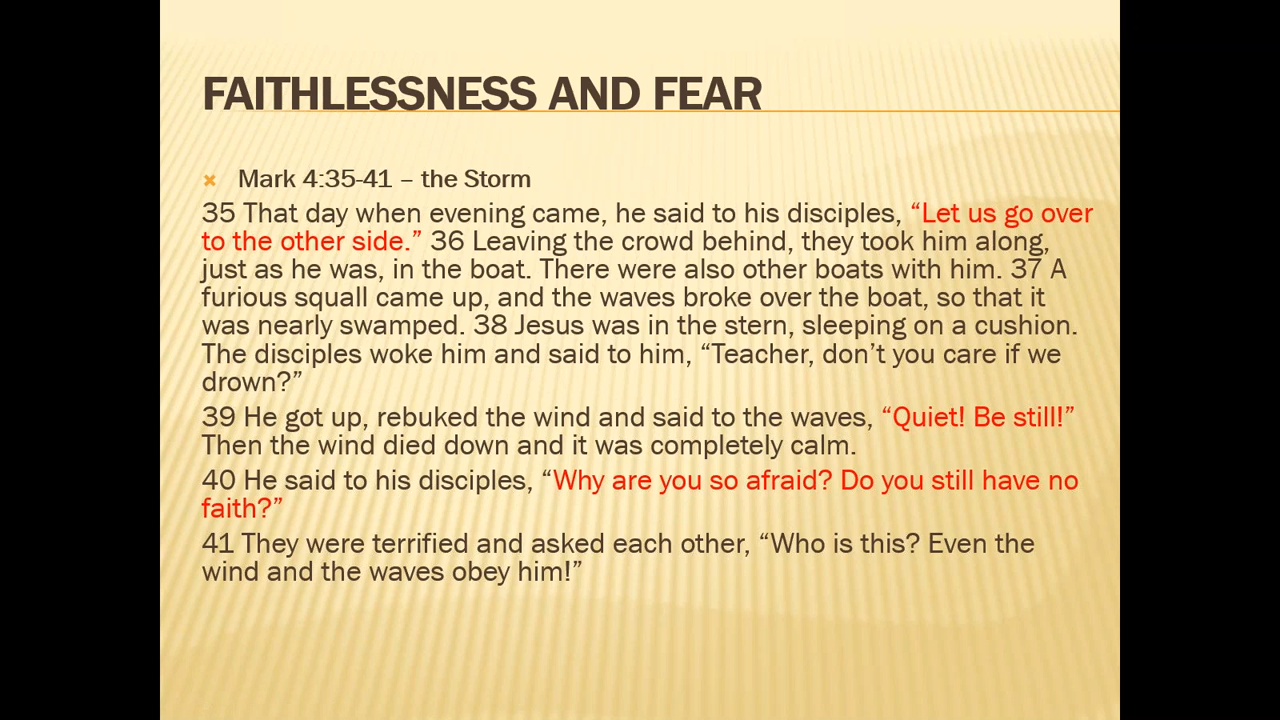 FAITHLESSNESS AND FEAR
Mark 4:35-41 – the Storm
35 That day when evening came, he said to his disciples, “Let us go over
to the other side.” 36 Leaving the crowd behind, they took him along,
just as he was, in the boat. There were also other boats with him. 37 A
furious squall came up, and the waves broke over the boat, so that it
was nearly swamped. 38 Jesus was in the stern, sleeping on a cushion.
The disciples woke him and said to him, “Teacher, don’t you care if we
drown?”
39 He got up, rebuked the wind and said to the waves, “Quiet! Be still!”
Then the wind died down and it was completely calm.
40 He said to his disciples, “Why are you so afraid? Do you still have no
faith?”
41 They were terrified and asked each other, “Who is this? Even the
wind and the waves obey him!”